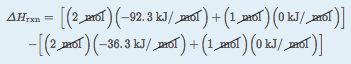 ΔHrxn = [(2 mol)(−92.3 kJ/mol) + (1 mol)(0 kJ/mol)]
−[(2 mol)(−36.3 kJ/mol) + (1 mol)(0 kJ/mol)]